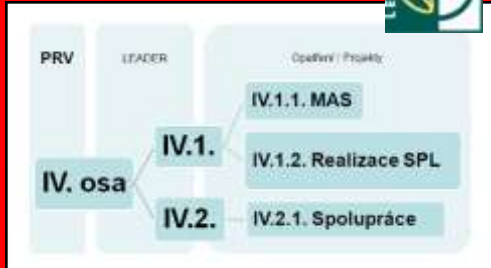 PRV
LEADER
Opatření / Projekty
IV.1.1. MAS
IV.1.
IV.1.2. Realizace SPL
IV. osa
IV.2.
IV.2.1. Spolupráce